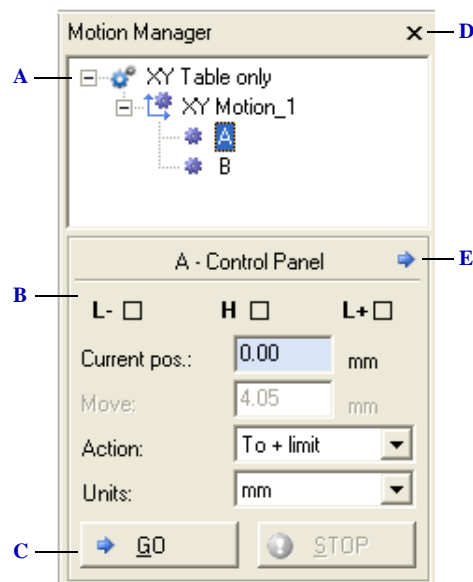 Motion Manager
D
A
XY Table only
XY Motion_1
A
B
A - Control Panel
E
B
L-
H
L+
Current pos.: 0.00 mm
Move: 4.05 mm
Action: To + limit
Units: mm
C
GO
STOP